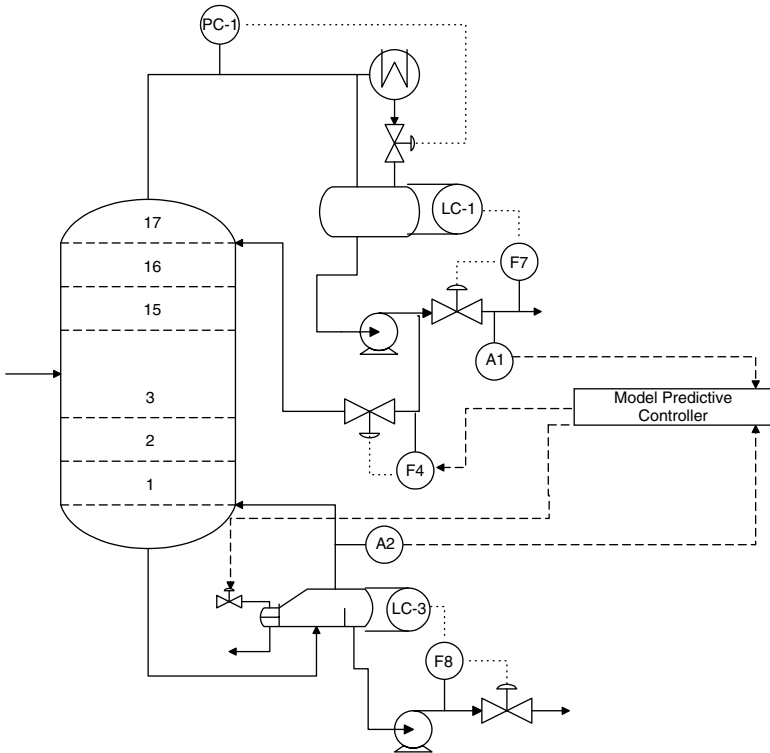 PC-1
17
LC-1
16
F7
15
A1
3
Model Predictive
Controller
2
F4
1
A2
LC-3
F8